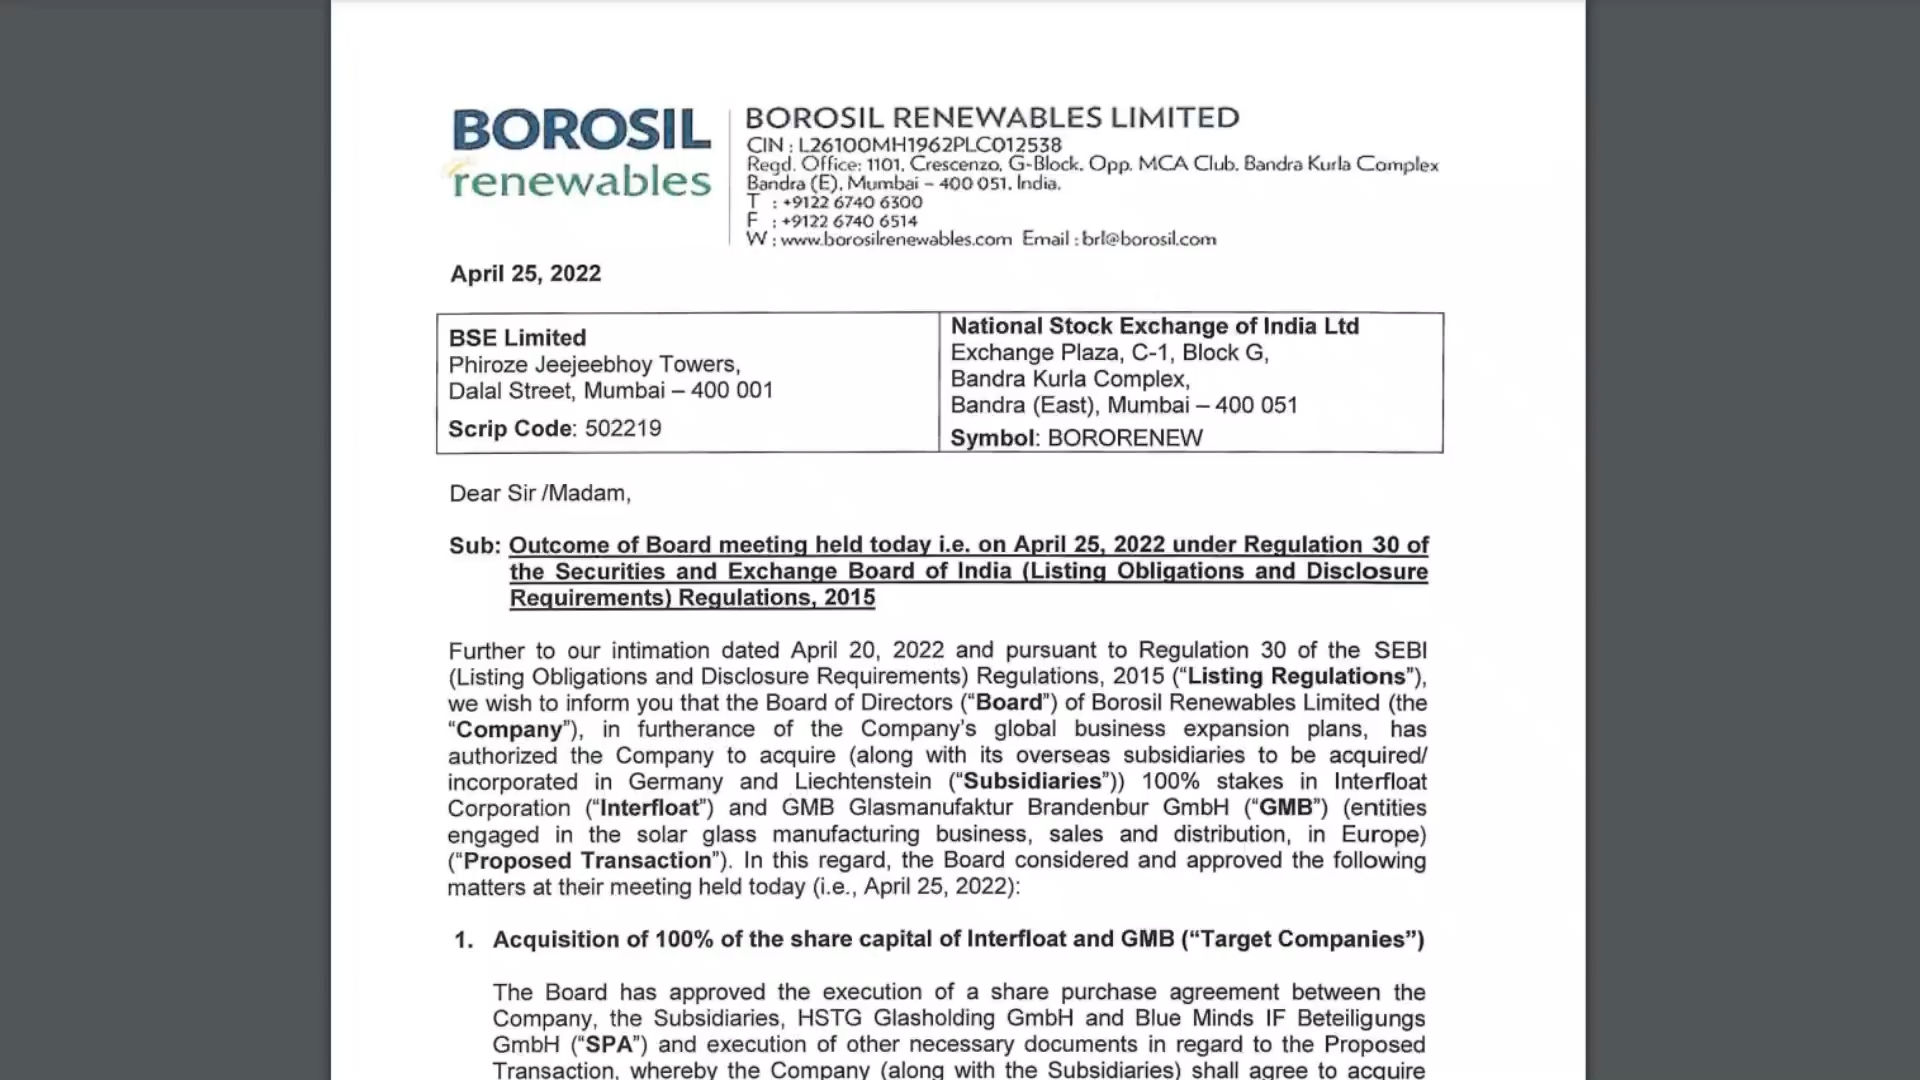 BOROSIL
renewables
BOROSIL RENEWABLES LIMITED
CIN : L26100MH1962PLC012538
Regd. Office: 1101, Crescenzo, G-Block, Opp. MCA Club, Bandra Kurla Complex
Bandra (E), Mumbai – 400 051, India.
T : +9122 6740 6300
F : +9122 6740 6514
W : www.borosilrenewables.com Email : brl@borosil.com
April 25, 2022
BSE Limited
Phiroze Jeejeebhoy Towers,
Dalal Street, Mumbai – 400 001
Scrip Code: 502219
National Stock Exchange of India Ltd
Exchange Plaza, C-1, Block G,
Bandra Kurla Complex,
Bandra (East), Mumbai – 400 051
Symbol: BORORENEW
Dear Sir /Madam,
Sub: Outcome of Board meeting held today i.e. on April 25, 2022 under Regulation 30 of
the Securities and Exchange Board of India (Listing Obligations and Disclosure
Requirements) Regulations, 2015
Further to our intimation dated April 20, 2022 and pursuant to Regulation 30 of the SEBI
(Listing Obligations and Disclosure Requirements) Regulations, 2015 (“Listing Regulations”),
we wish to inform you that the Board of Directors (“Board”) of Borosil Renewables Limited (the
“Company”), in furtherance of the Company’s global business expansion plans, has
authorized the Company to acquire (along with its overseas subsidiaries to be acquired/
incorporated in Germany and Liechtenstein (“Subsidiaries”)) 100% stakes in Interfloat
Corporation (“Interfloat”) and GMB Glasmanufaktur Brandenbur GmbH (“GMB”) (entities
engaged in the solar glass manufacturing business, sales and distribution, in Europe)
(“Proposed Transaction”). In this regard, the Board considered and approved the following
matters at their meeting held today (i.e., April 25, 2022):
1. Acquisition of 100% of the share capital of Interfloat and GMB (“Target Companies”)
The Board has approved the execution of a share purchase agreement between the
Company, the Subsidiaries, HSTG Glasholding GmbH and Blue Minds IF Beteiligungs
GmbH (“SPA”) and execution of other necessary documents in regard to the Proposed
Transaction, whereby the Company (along with the Subsidiaries) shall agree to acquire